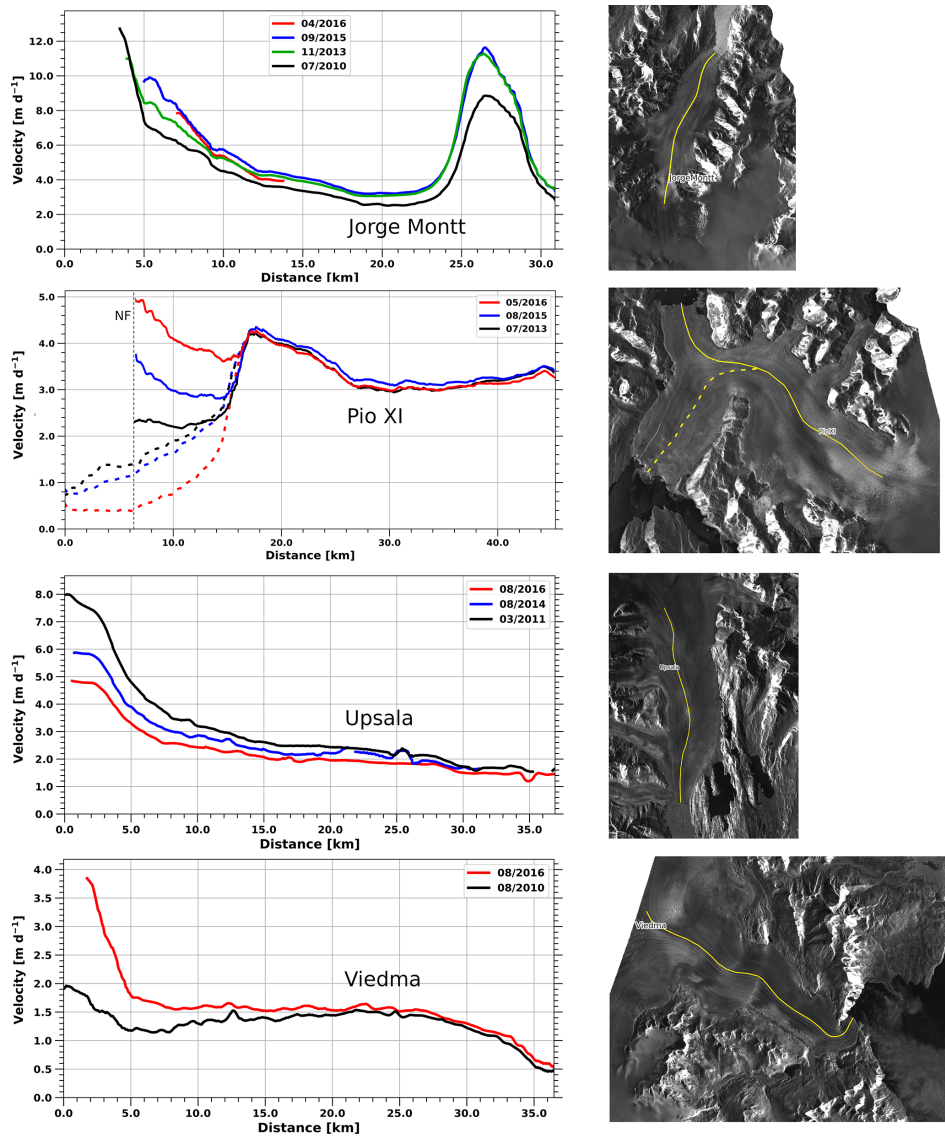 12.0
10.0
8.0
6.0
4.0
2.0
0.0
Velocity [m d⁻¹]
04/2016
09/2015
11/2013
07/2010
Jorge Montt
0.0 5.0 10.0 15.0 20.0 25.0 30.0
Distance [km]
JorgeMontt
5.0
4.0
3.0
2.0
1.0
0.0
Velocity [m d⁻¹]
NF
05/2016
08/2015
07/2013
Pio XI
0.0 10.0 20.0 30.0 40.0
Distance [km]
PioXI
8.0
7.0
6.0
5.0
4.0
3.0
2.0
1.0
0.0
Velocity [m d⁻¹]
08/2016
08/2014
03/2011
Upsala
0.0 5.0 10.0 15.0 20.0 25.0 30.0 35.0
Distance [km]
Upsala
4.0
3.5
3.0
2.5
2.0
1.5
1.0
0.5
0.0
Velocity [m d⁻¹]
08/2016
08/2010
Viedma
0.0 5.0 10.0 15.0 20.0 25.0 30.0 35.0
Distance [km]
Viedma